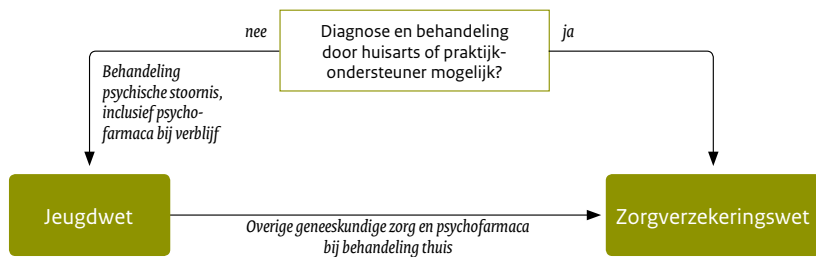 nee
Diagnose en behandeling
door huisarts of praktijk-
ondersteuner mogelijk?
ja
Behandeling
psychische stoornis,
inclusief psycho-
farmaca bij verblijf
Jeugdwet
Overige geneeskundige zorg en psychofarmaca
bij behandeling thuis
Zorgverzekeringswet